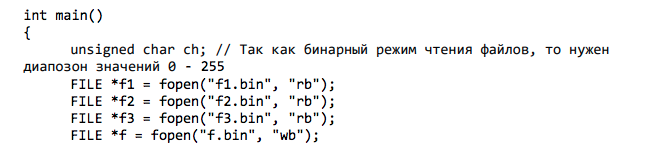 int main()
{
unsigned char ch; // Так как бинарный режим чтения файлов, то нужен
диапозон значений 0 - 255
FILE *f1 = fopen("f1.bin", "rb");
FILE *f2 = fopen("f2.bin", "rb");
FILE *f3 = fopen("f3.bin", "rb");
FILE *f = fopen("f.bin", "wb");